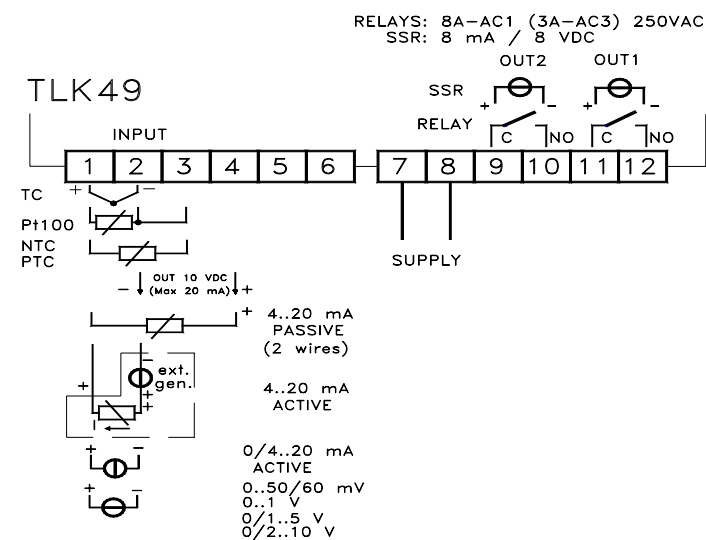 RELAYS: 8A-AC1 (3A-AC3) 250VAC
SSR: 8 mA / 8 VDC
OUT2 OUT1
TLK49
SSR
+ - + -
RELAY
C NO C NO
INPUT
1 2 3 4 5 6 7 8 9 10 11 12
TC + -
Pt100
NTC
PTC
SUPPLY
OUT 10 VDC
- (Max 20 mA) +
+
4..20 mA
PASSIVE
(2 wires)
-
ext.
gen.
+
+
+
4..20 mA
ACTIVE
I
+ -
0/4..20 mA
ACTIVE
+ -
0..50/60 mV
0..1 V
0/1..5 V
0/2..10 V